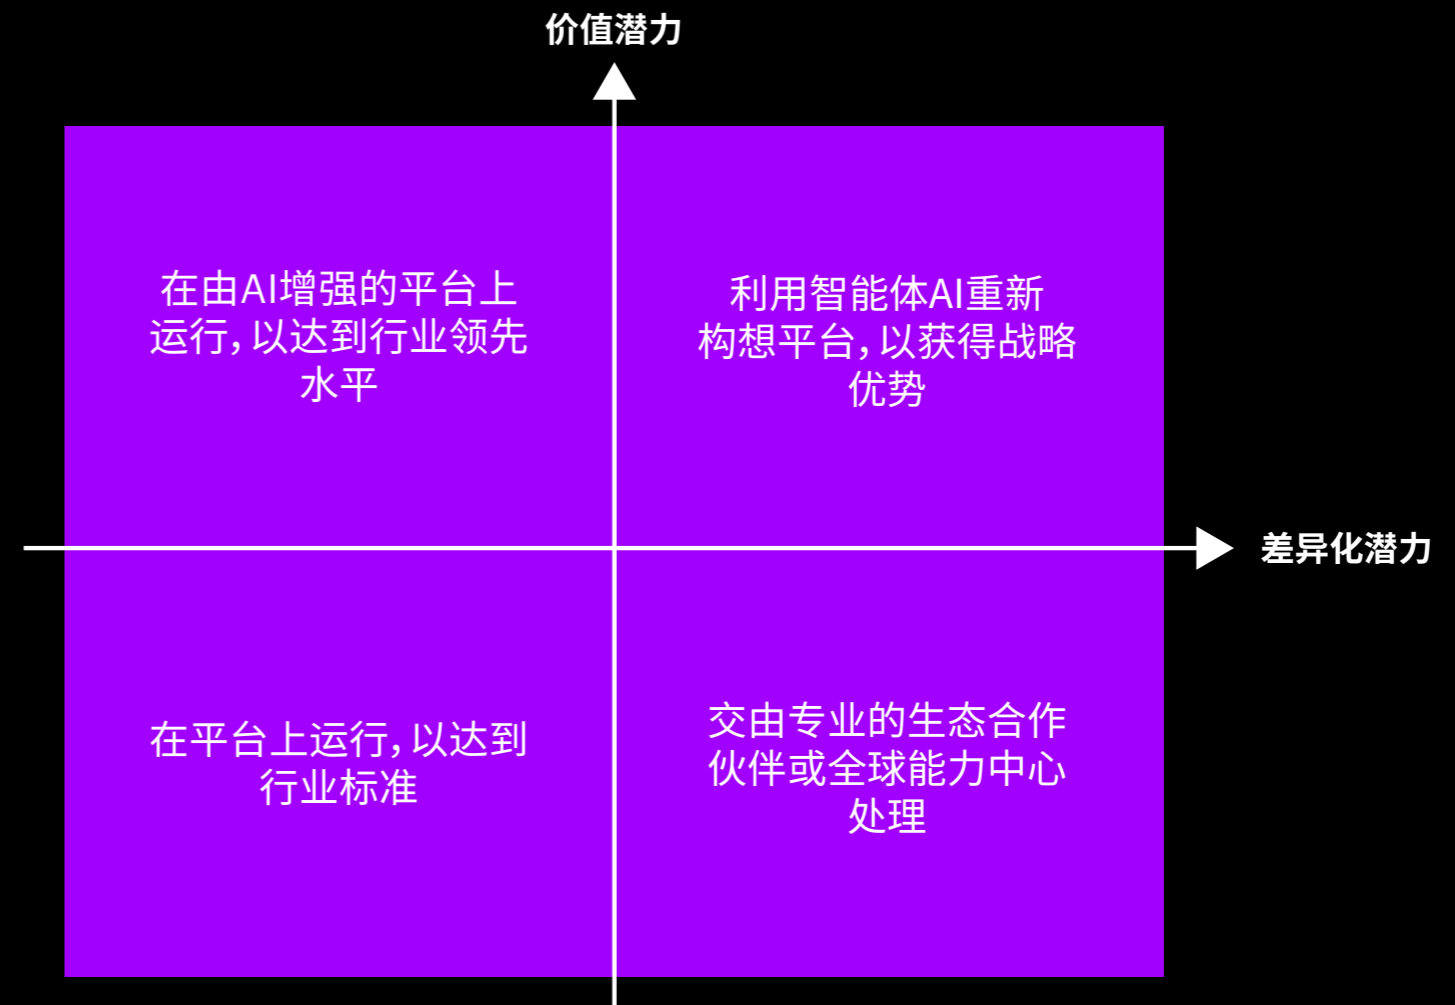 价值潜力
在由AI增强的平台上
运行，以达到行业领先
水平
利用智能体AI重新
构想平台，以获得战略
优势
差异化潜力
在平台上运行，以达到
行业标准
交由专业的生态合作
伙伴或全球能力中心
处理